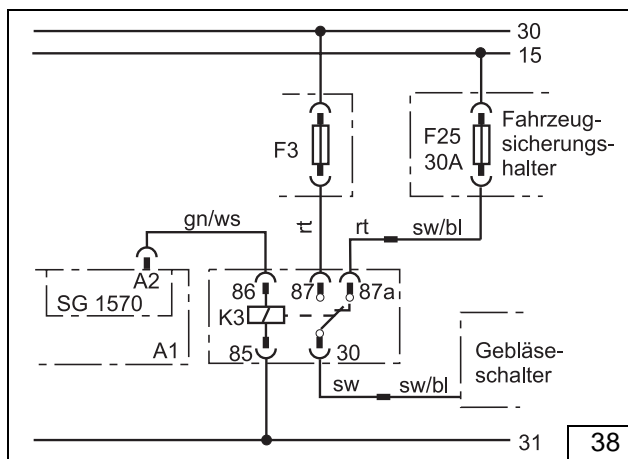 30
15
F3
F25
30A
Fahrzeug-
sicherungs-
halter
gn/ws
rt
rt
sw/bl
A2
SG 1570
A1
86
87
87a
K3
85
30
sw
sw/bl
Gebläse-
schalter
31
38